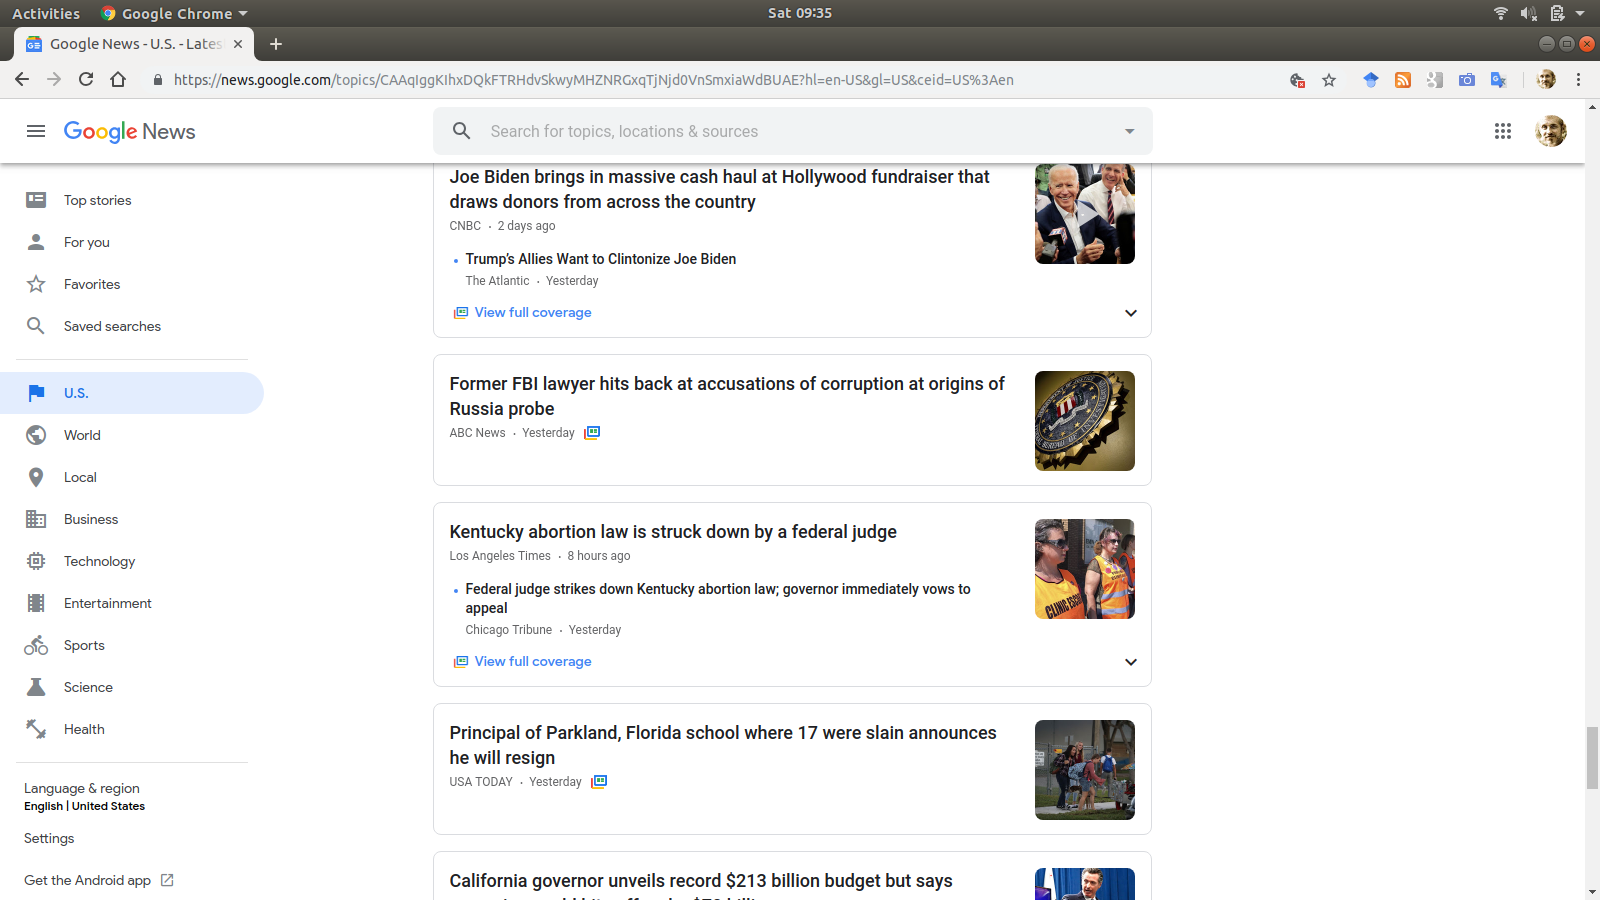 Activities
Google Chrome
Sat 09:35
Google News - U.S. - Lates
https://news.google.com/topics/CAAqIggKIhxDQkFTRHdvSkwyMHZNRGxqTjNjd0VnSmxiaWdBUAE?hl=en-US&gl=US&ceid=US%3Aen
Google News
Search for topics, locations & sources
Top stories
For you
Favorites
Saved searches
U.S.
World
Local
Business
Technology
Entertainment
Sports
Science
Health
Language & region
English | United States
Settings
Get the Android app
Joe Biden brings in massive cash haul at Hollywood fundraiser that
draws donors from across the country
CNBC · 2 days ago
Trump's Allies Want to Clintonize Joe Biden
The Atlantic · Yesterday
View full coverage
Former FBI lawyer hits back at accusations of corruption at origins of
Russia probe
ABC News · Yesterday
Kentucky abortion law is struck down by a federal judge
Los Angeles Times · 8 hours ago
Federal judge strikes down Kentucky abortion law; governor immediately vows to
appeal
Chicago Tribune · Yesterday
View full coverage
Principal of Parkland, Florida school where 17 were slain announces
he will resign
USA TODAY · Yesterday
California governor unveils record $213 billion budget but says